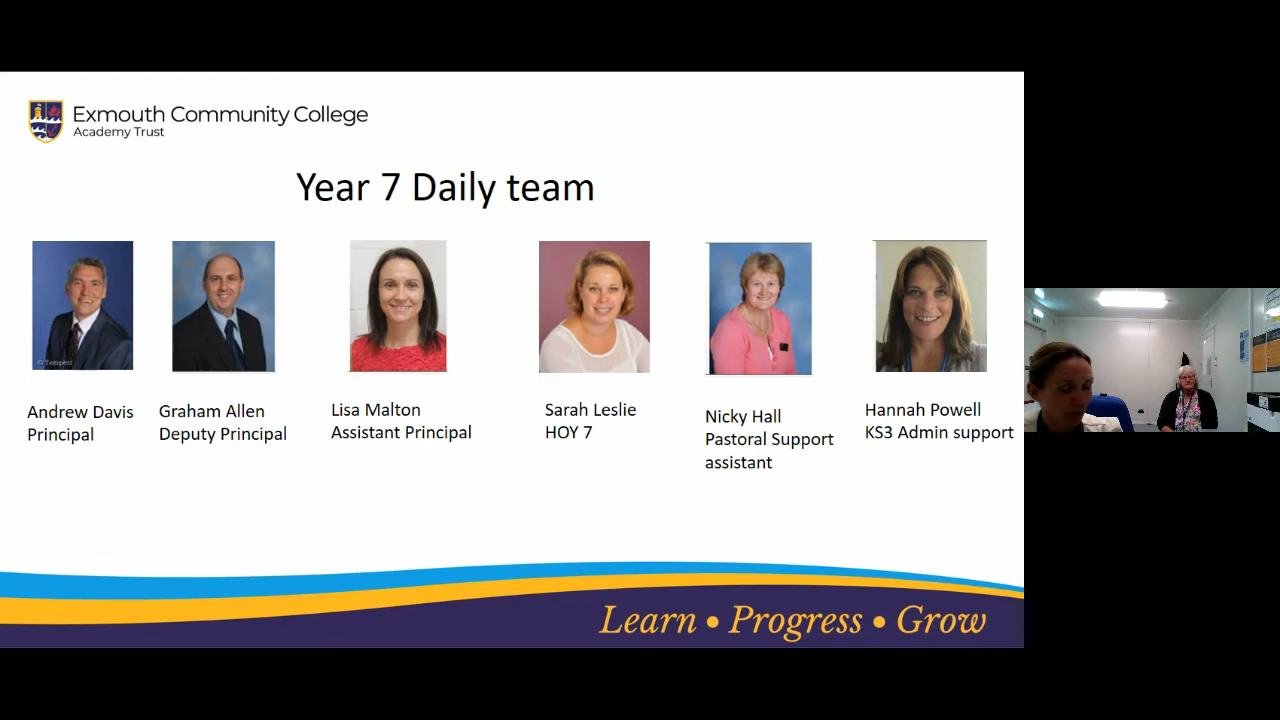 Exmouth Community College
Academy Trust
Year 7 Daily team
© Tempest
Andrew Davis
Principal
Graham Allen
Deputy Principal
Lisa Malton
Assistant Principal
Sarah Leslie
HOY 7
Nicky Hall
Pastoral Support
assistant
Hannah Powell
KS3 Admin support
Learn • Progress • Grow